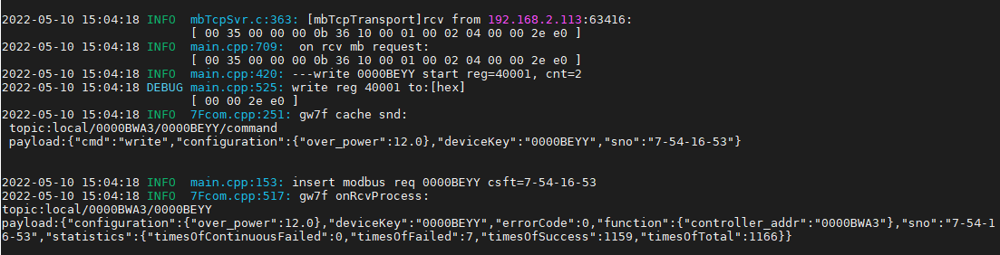 2022-05-10 15:04:18 INFO  mbTcpSvr.c:363: [mbTcpTransport]rcv from 192.168.2.113:63416:
[ 00 35 00 00 00 0b 36 10 00 01 00 02 04 00 00 2e e0 ]
2022-05-10 15:04:18 INFO  main.cpp:709:  on rcv mb request:
[ 00 35 00 00 00 0b 36 10 00 01 00 02 04 00 00 2e e0 ]
2022-05-10 15:04:18 INFO  main.cpp:420: ---write 0000BEYY start reg=40001, cnt=2
2022-05-10 15:04:18 DEBUG main.cpp:525: write reg 40001 to:[hex]
[ 00 00 2e e0 ]
2022-05-10 15:04:18 INFO  7Fcom.cpp:251: gw7f cache snd:
topic:local/0000BWA3/0000BEYY/command
payload:{"cmd":"write","configuration":{"over_power":12.0},"deviceKey":"0000BEYY","sno":"7-54-16-53"}
2022-05-10 15:04:18 INFO  main.cpp:153: insert modbus req 0000BEYY csft=7-54-16-53
2022-05-10 15:04:18 INFO  7Fcom.cpp:517: gw7f onRcvProcess:
topic:local/0000BWA3/0000BEYY
payload:{"configuration":{"over_power":12.0},"deviceKey":"0000BEYY","errorCode":0,"function":{"controller_addr":"0000BWA3"},"sno":"7-54-1
6-53","statistics":{"timesOfContinuousFailed":0,"timesOfFailed":7,"timesOfSuccess":1159,"timesOfTotal":1166}}